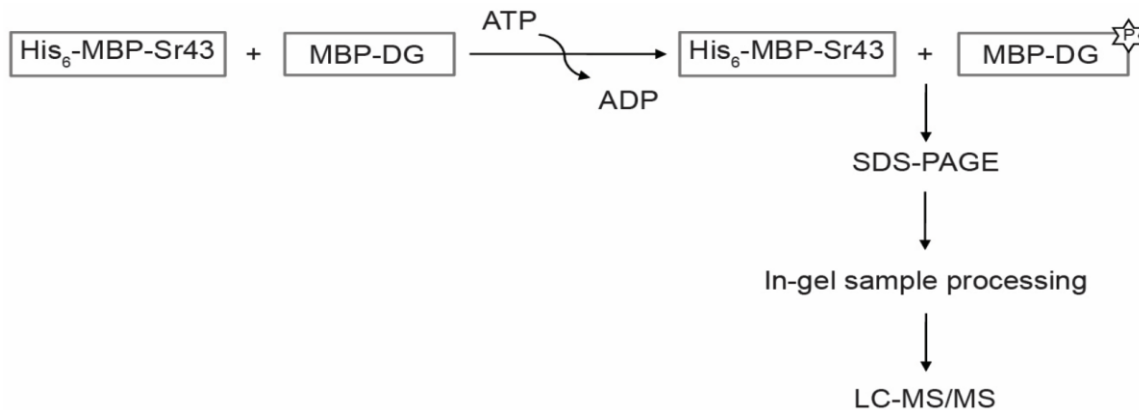 His₆-MBP-Sr43 + MBP-DG ATP ADP His₆-MBP-Sr43 + MBP-DG
SDS-PAGE
In-gel sample processing
LC-MS/MS